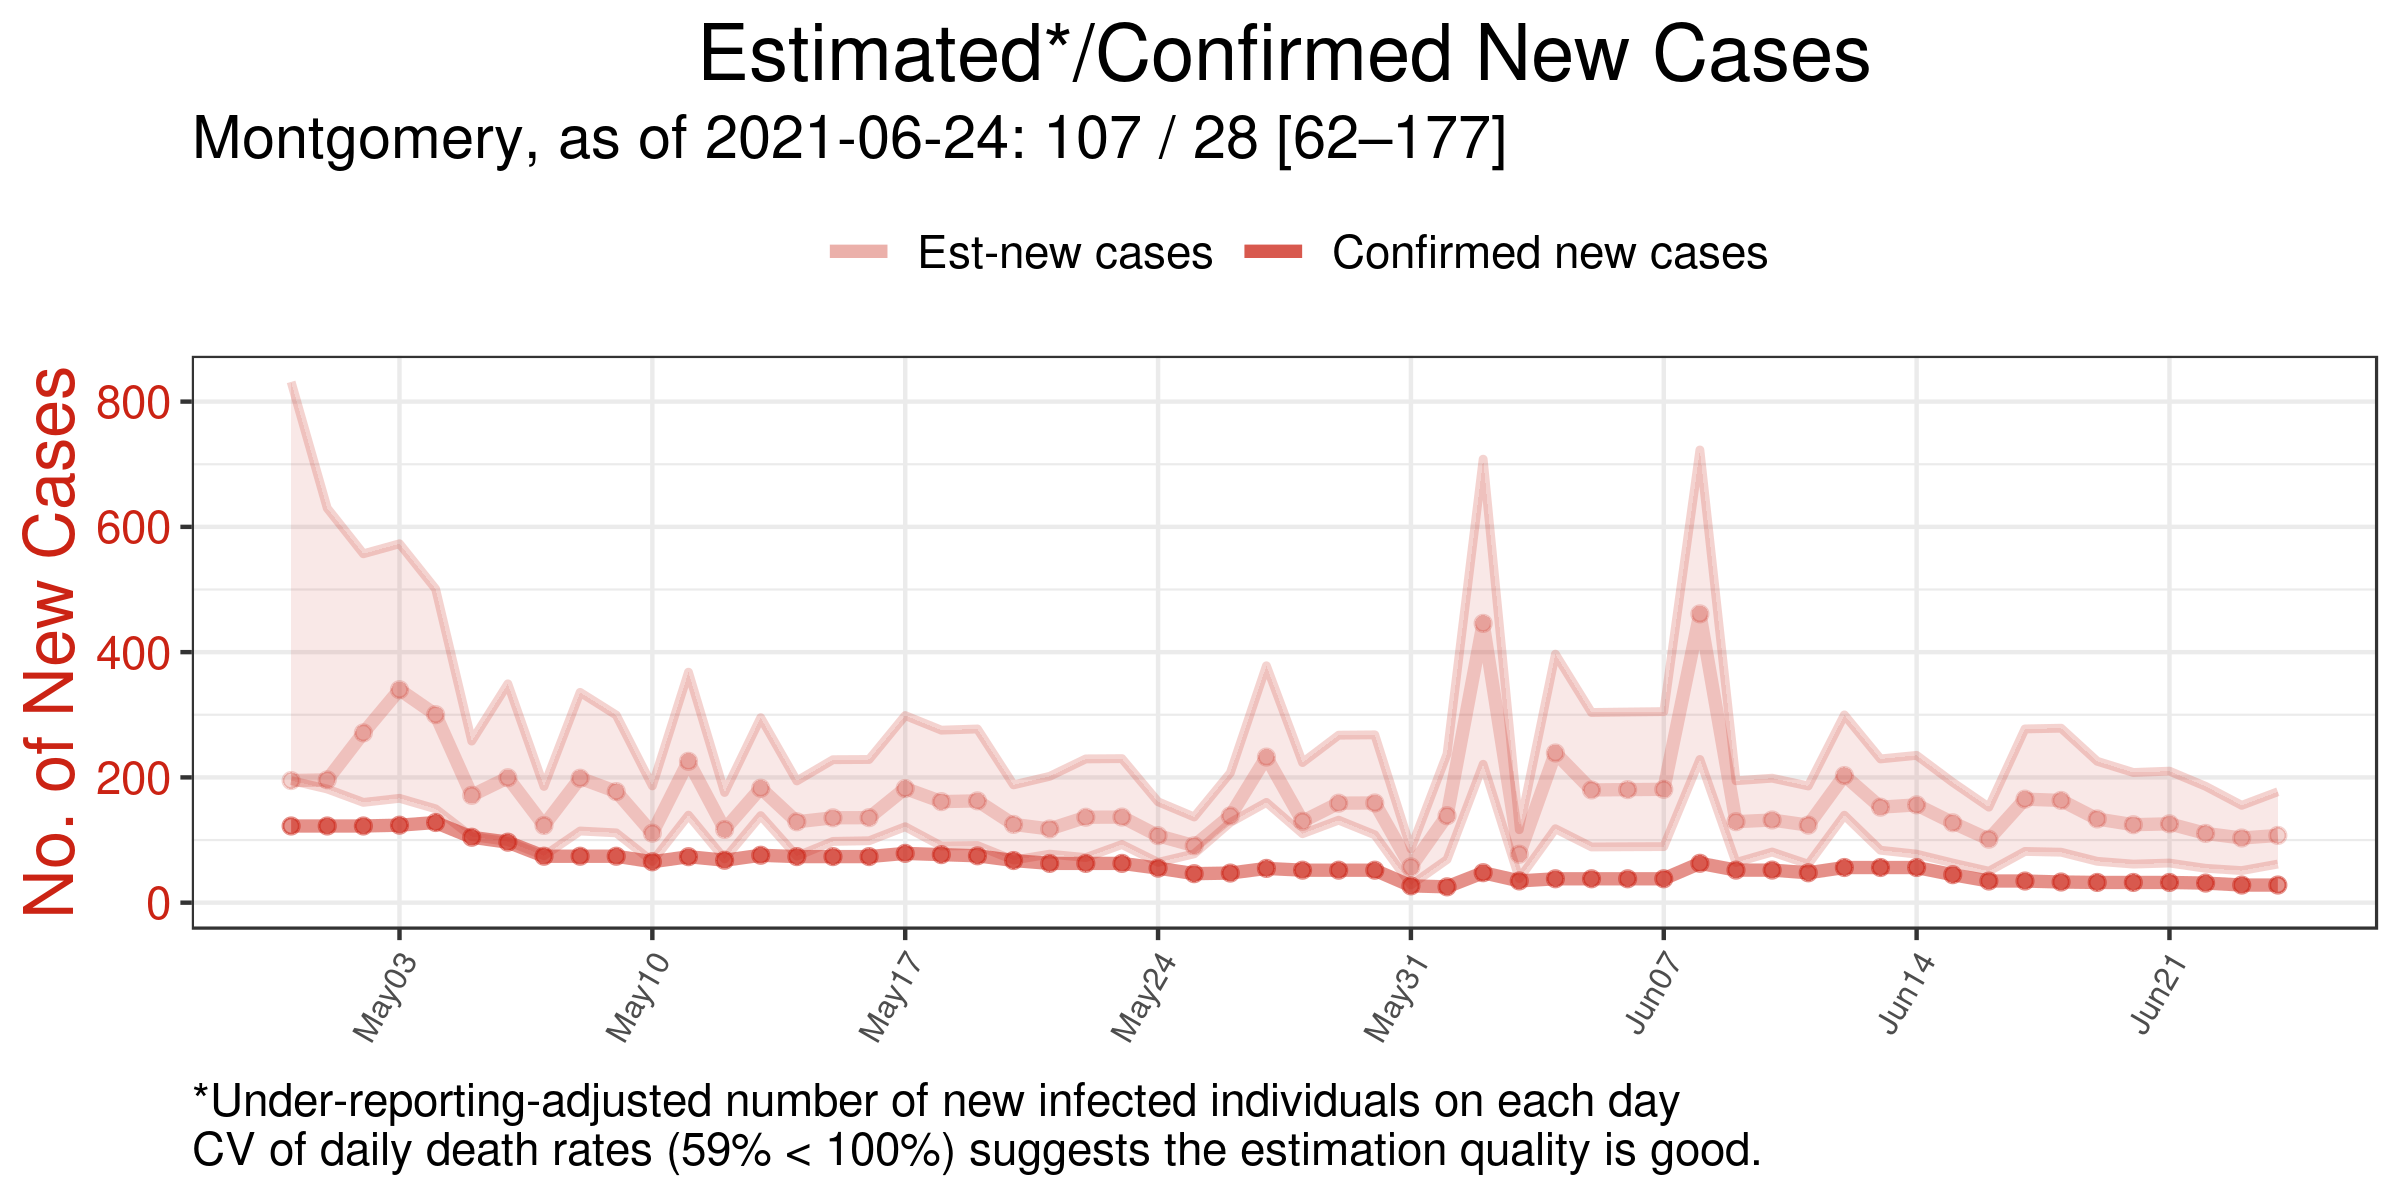 Estimated*/Confirmed New Cases
Montgomery, as of 2021-06-24: 107 / 28 [62–177]
Est-new cases
Confirmed new cases
No. of New Cases
800
600
400
200
0
May03
May10
May17
May24
May31
Jun07
Jun14
Jun21
*Under-reporting-adjusted number of new infected individuals on each day
CV of daily death rates (59% < 100%) suggests the estimation quality is good.